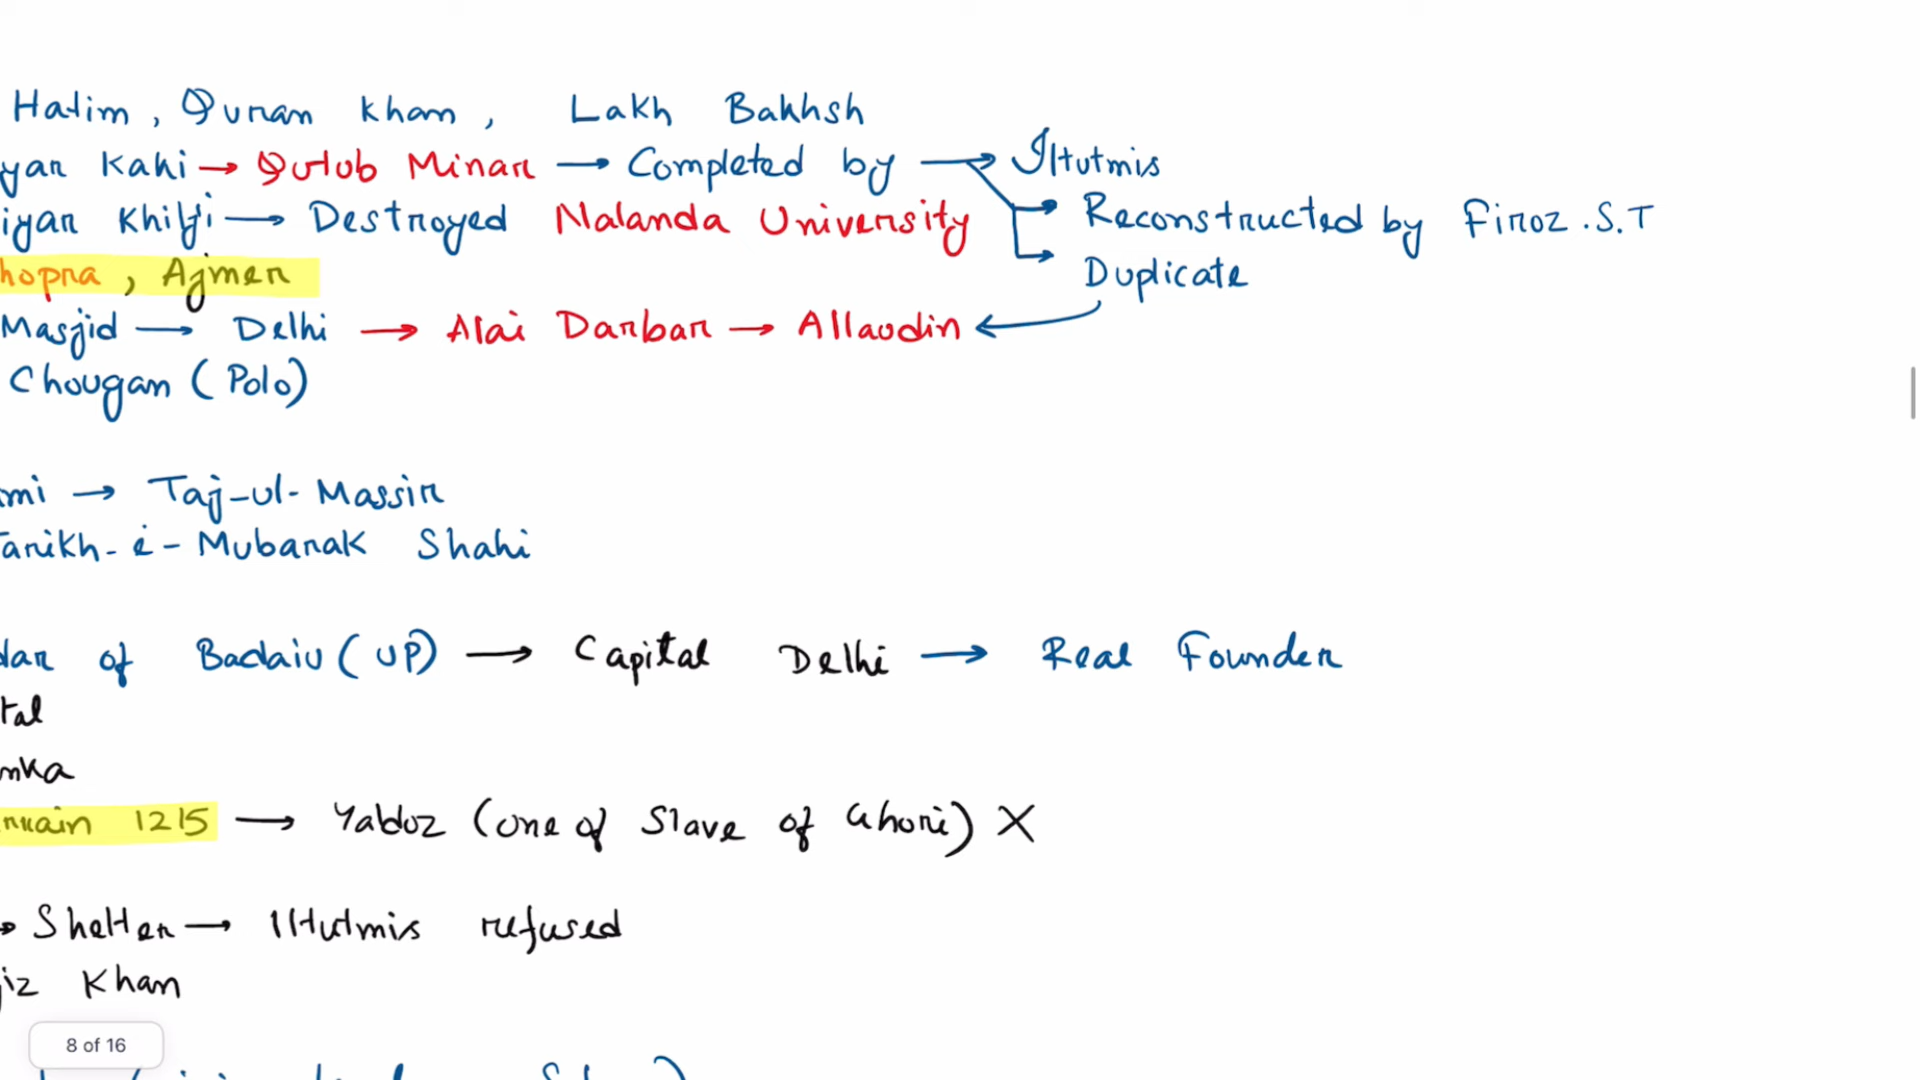 Hatim, Quran Khan, Lakh Bakhsh
yar Kaki → Qutub Minar → Completed by → Iltutmis
iyar Khilji → Destroyed Nalanda University → Reconstructed by Firoz.S.T
hopra, Ajmer → Duplicate
Masjid → Delhi → Alai Darbar → Allaudin ←
Chougan (Polo)
mi → Taj-ul-Massir
Tarikh-i-Mubarak Shahi
dar of Badaiu (UP) → Capital Delhi → Real Founder
tal
nka
rrain 1215 → Yaldoz (one of Slave of Ghori) X
→ Shelter → Iltutmis refused
iz Khan
8 of 16